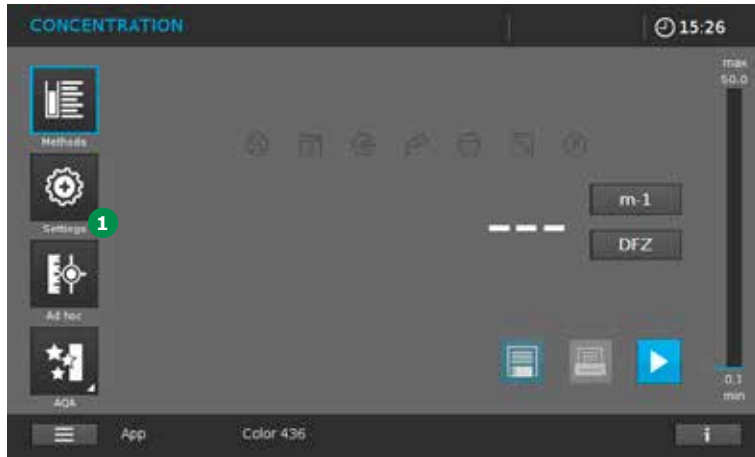 CONCENTRATION
15:26
max
50.0
Methods
Settings
1
m-1
DFZ
Ad hoc
AQA
0.1
min
App
Color 436
i